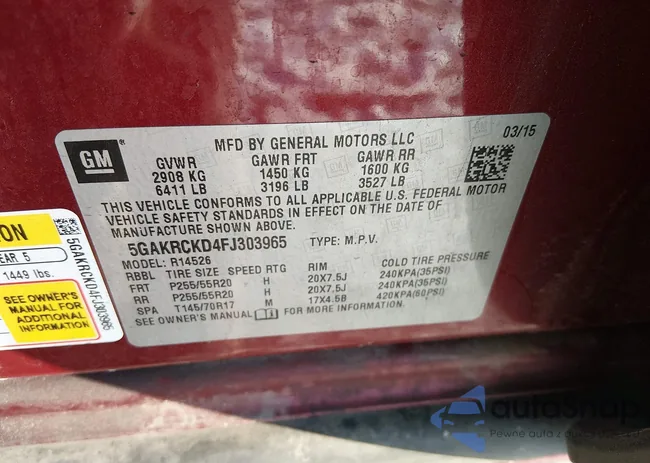 GM
MFD BY GENERAL MOTORS LLC
03/15
GVWR GAWR FRT GAWR RR
2908 KG 1450 KG 1600 KG
6411 LB 3196 LB 3527 LB
THIS VEHICLE CONFORMS TO ALL APPLICABLE U.S. FEDERAL MOTOR
VEHICLE SAFETY STANDARDS IN EFFECT ON THE DATE OF
MANUFACTURE SHOWN ABOVE.
5GAKRCKD4FJ303965 TYPE: M.P.V.
MODEL: R14526
RBBL TIRE SIZE SPEED RTG RIM COLD TIRE PRESSURE
FRT P255/55R20 H 20X7.5J 240KPA(35PSI)
RR P255/55R20 H 20X7.5J 240KPA(35PSI)
SPA T145/70R17 M 17X4.5B 420KPA(60PSI)
SEE OWNER'S MANUAL FOR MORE INFORMATION
ION
EAR 5
1449 lbs.
SEE OWNER'S
MANUAL FOR
ADDITIONAL
INFORMATION
5GAKRCKD4FJ303965
autoSnap
Pewne auta z